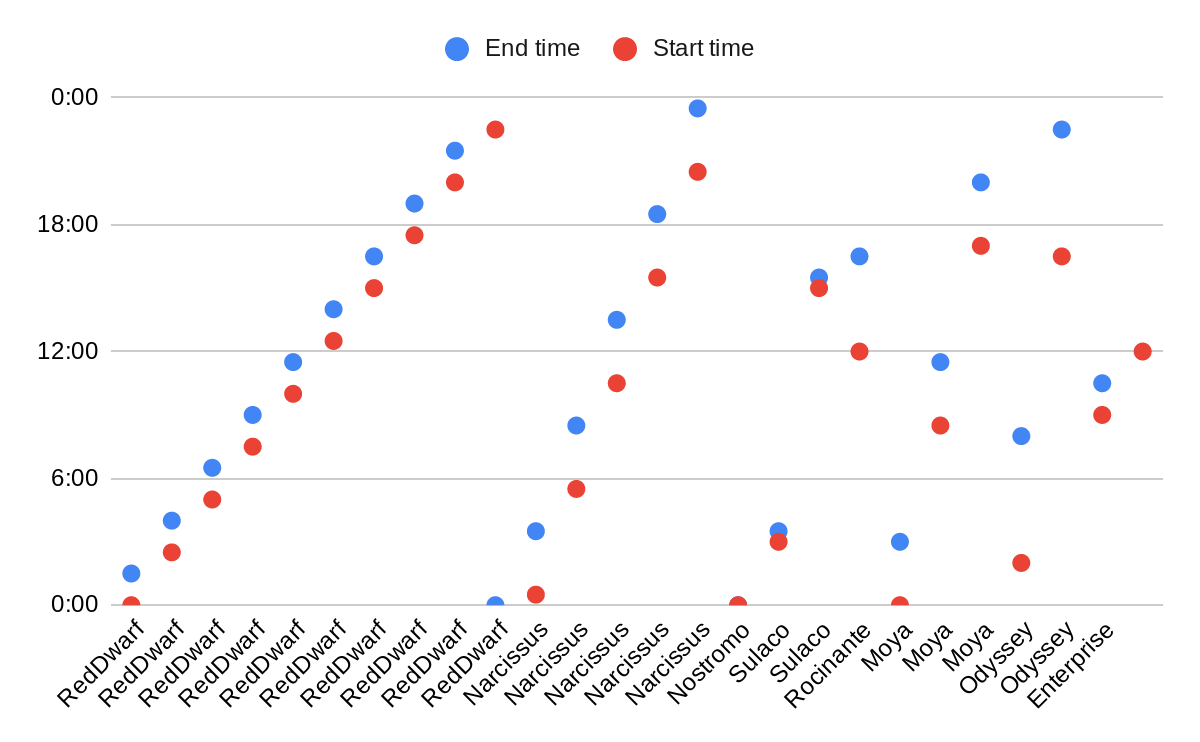 End time
Start time
0:00
18:00
12:00
6:00
0:00
RedDwarf
RedDwarf
RedDwarf
RedDwarf
RedDwarf
RedDwarf
RedDwarf
RedDwarf
RedDwarf
RedDwarf
Narcissus
Narcissus
Narcissus
Narcissus
Narcissus
Nostromo
Sulaco
Sulaco
Rocinante
Moya
Moya
Moya
Odyssey
Odyssey
Enterprise